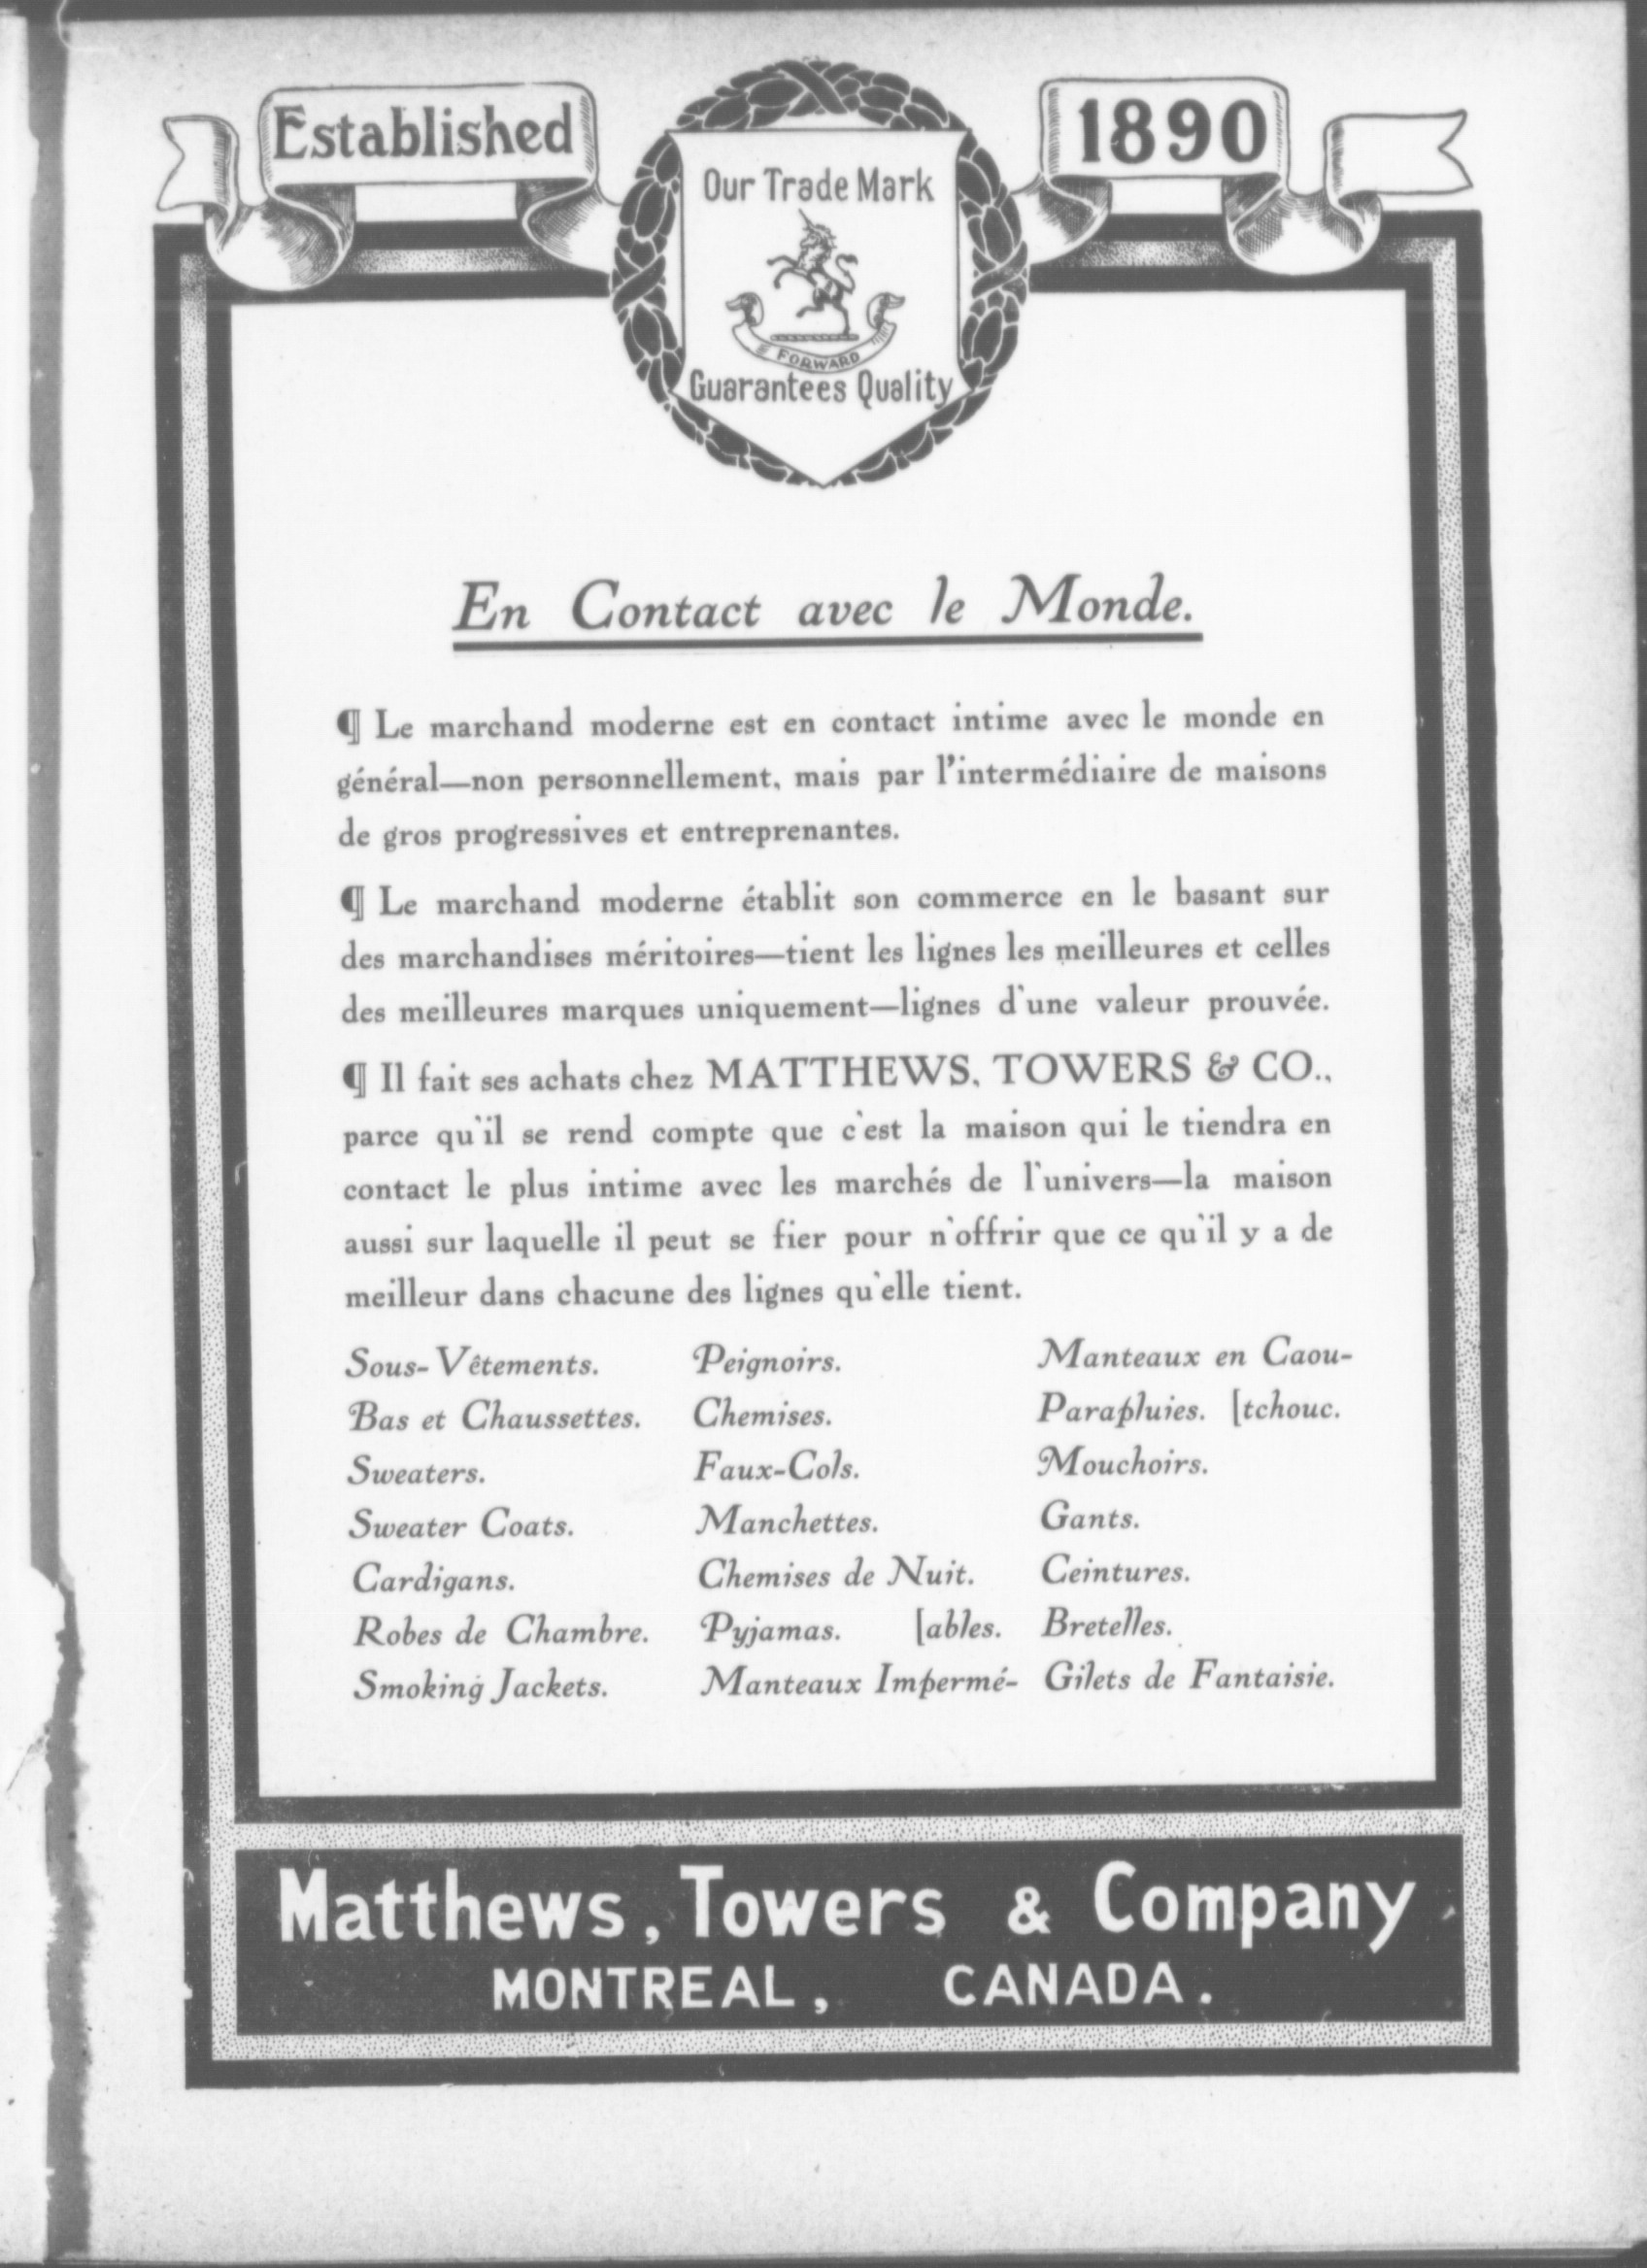 Established
1890
Our Trade Mark
FORWARD
Guarantees Quality
En Contact avec le Monde.
¶ Le marchand moderne est en contact intime avec le monde en
général—non personnellement, mais par l'intermédiaire de maisons
de gros progressives et entreprenantes.
¶ Le marchand moderne établit son commerce en le basant sur
des marchandises méritoires—tient les lignes les meilleures et celles
des meilleures marques uniquement—lignes d'une valeur prouvée.
¶ Il fait ses achats chez MATTHEWS, TOWERS & CO.,
parce qu'il se rend compte que c'est la maison qui le tiendra en
contact le plus intime avec les marchés de l'univers—la maison
aussi sur laquelle il peut se fier pour n'offrir que ce qu'il y a de
meilleur dans chacune des lignes qu'elle tient.
Sous-Vêtements.
Bas et Chaussettes.
Sweaters.
Sweater Coats.
Cardigans.
Robes de Chambre.
Smoking Jackets.
Peignoirs.
Chemises.
Faux-Cols.
Manchettes.
Chemises de Nuit.
Pyjamas. [ables.
Manteaux Impermé-
Manteaux en Caou-
Parapluies. [tchouc.
Mouchoirs.
Gants.
Ceintures.
Bretelles.
Gilets de Fantaisie.
Matthews, Towers & Company
MONTREAL, CANADA.